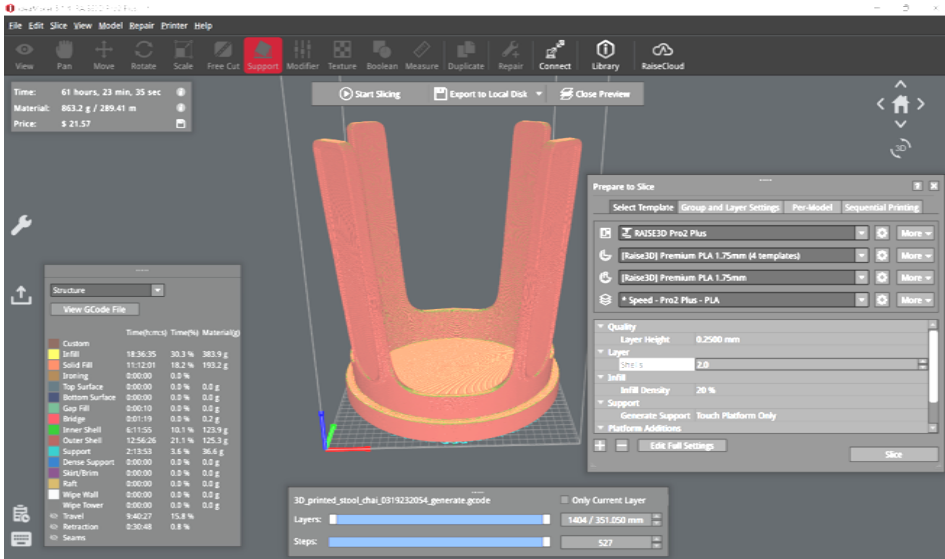 File Edit Slice View Model Repair Printer Help
View Pan Move Rotate Scale Free Cut Support Modifier Texture Boolean Measure Duplicate Repair Connect Library RaiseCloud
Time: 61 hours, 23 min, 35 sec
Material: 863.2 g / 289.41 m
Price: $ 21.57
Start Slicing Export to Local Disk Close Preview
3D
Prepare to Slice
Select Template Group and Layer Settings Per-Model Sequential Printing
RAISE3D Pro2 Plus More
[Raise3D] Premium PLA 1.75mm (4 templates) More
[Raise3D] Premium PLA 1.75mm More
* Speed - Pro2 Plus - PLA More
Quality
Layer Height 0.2500 mm
Layer
Shells 2.0
Infill
Infill Density 20 %
Support
Generate Support Touch Platform Only
Platform Additions
Edit Full Settings
Slice
Structure
View GCode File
Time(h:m:s) Time(%) Material(g)
Custom
Infill 18:36:35 30.3 % 383.9 g
Solid Fill 11:12:01 18.2 % 193.2 g
Ironing 0:00:00 0.0 %
Top Surface 0:00:00 0.0 % 0.0 g
Bottom Surface 0:00:00 0.0 % 0.0 g
Gap Fill 0:00:10 0.0 % 0.0 g
Bridge 0:01:19 0.0 % 0.2 g
Inner Shell 6:11:55 10.1 % 123.9 g
Outer Shell 12:56:26 21.1 % 125.3 g
Support 2:13:53 3.6 % 36.6 g
Dense Support 0:00:00 0.0 % 0.0 g
Skirt/Brim 0:00:00 0.0 % 0.0 g
Raft 0:00:00 0.0 % 0.0 g
Wipe Wall 0:00:00 0.0 % 0.0 g
Wipe Tower 0:00:00 0.0 % 0.0 g
Travel 9:40:27 15.8 %
Retraction 0:30:48 0.8 %
Seams
3D_printed_stool_chai_0319232054_generate.gcode Only Current Layer
Layers: 1404 / 351.050 mm
Steps: 527